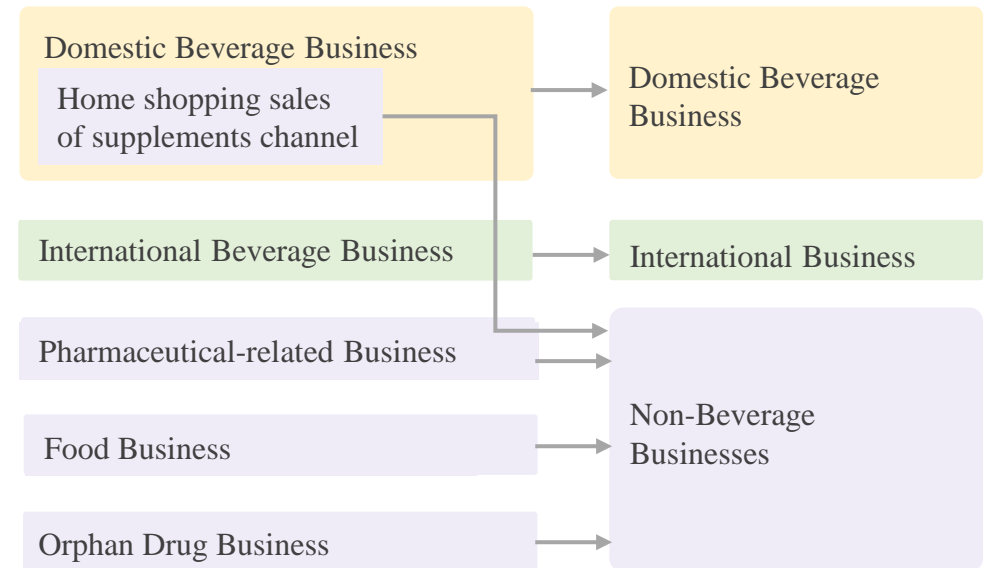 Domestic Beverage Business
Home shopping sales
of supplements channel
Domestic Beverage
Business
International Beverage Business
International Business
Pharmaceutical-related Business
Food Business
Orphan Drug Business
Non-Beverage
Businesses